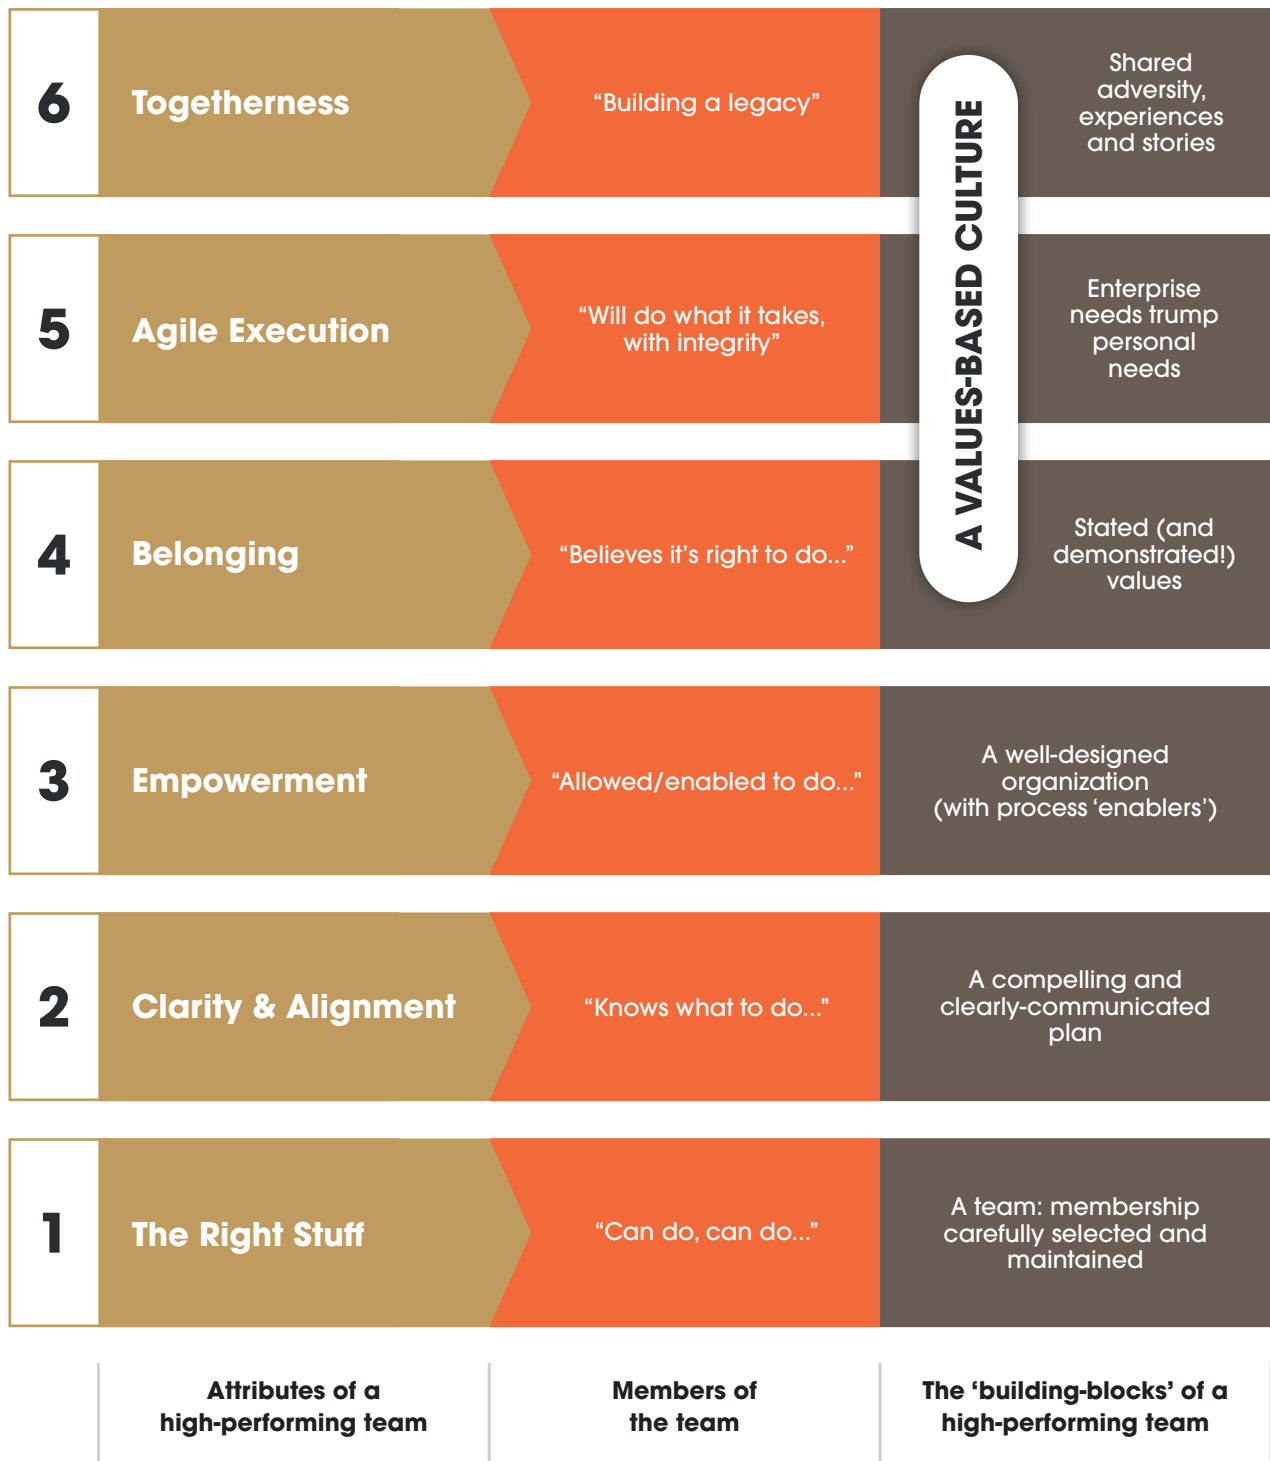 6
Togetherness
“Building a legacy”
Shared
adversity,
experiences
and stories
A VALUES-BASED CULTURE
5
Agile Execution
“Will do what it takes,
with integrity”
Enterprise
needs trump
personal
needs
4
Belonging
“Believes it’s right to do...”
Stated (and
demonstrated!)
values
3
Empowerment
“Allowed/enabled to do...”
A well-designed
organization
(with process ‘enablers’)
2
Clarity & Alignment
“Knows what to do...”
A compelling and
clearly-communicated
plan
1
The Right Stuff
“Can do, can do...”
A team: membership
carefully selected and
maintained
Attributes of a
high-performing team
Members of
the team
The ‘building-blocks’ of a
high-performing team